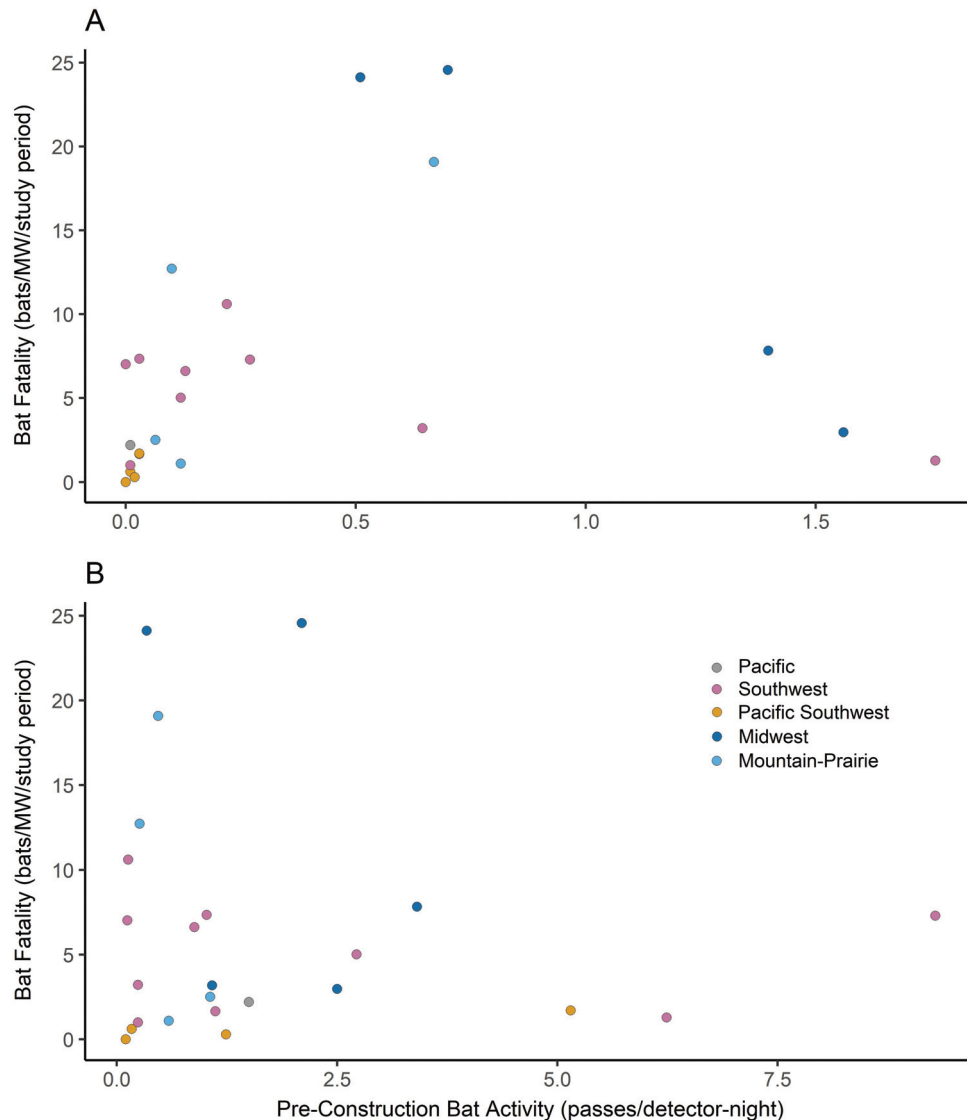 A
Bat Fatality (bats/MW/study period)
25
20
15
10
5
0
0.0 0.5 1.0 1.5
B
Bat Fatality (bats/MW/study period)
25
20
15
10
5
0
Pacific
Southwest
Pacific Southwest
Midwest
Mountain-Prairie
0.0 2.5 5.0 7.5
Pre-Construction Bat Activity (passes/detector-night)